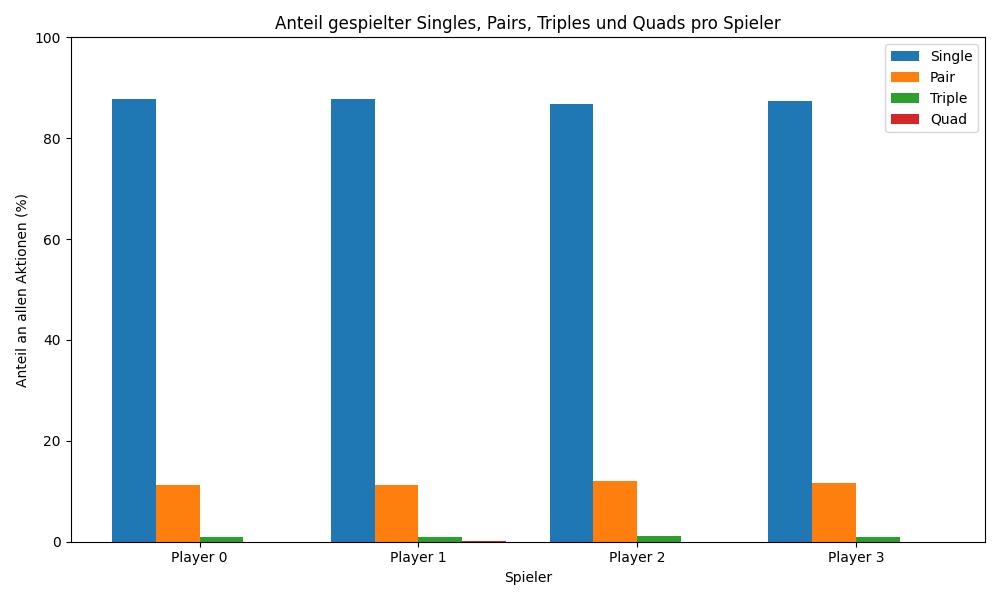 Anteil gespielter Singles, Pairs, Triples und Quads pro Spieler
Single
Pair
Triple
Quad
Anteil an allen Aktionen (%)
100
80
60
40
20
0
Player 0
Player 1
Player 2
Player 3
Spieler